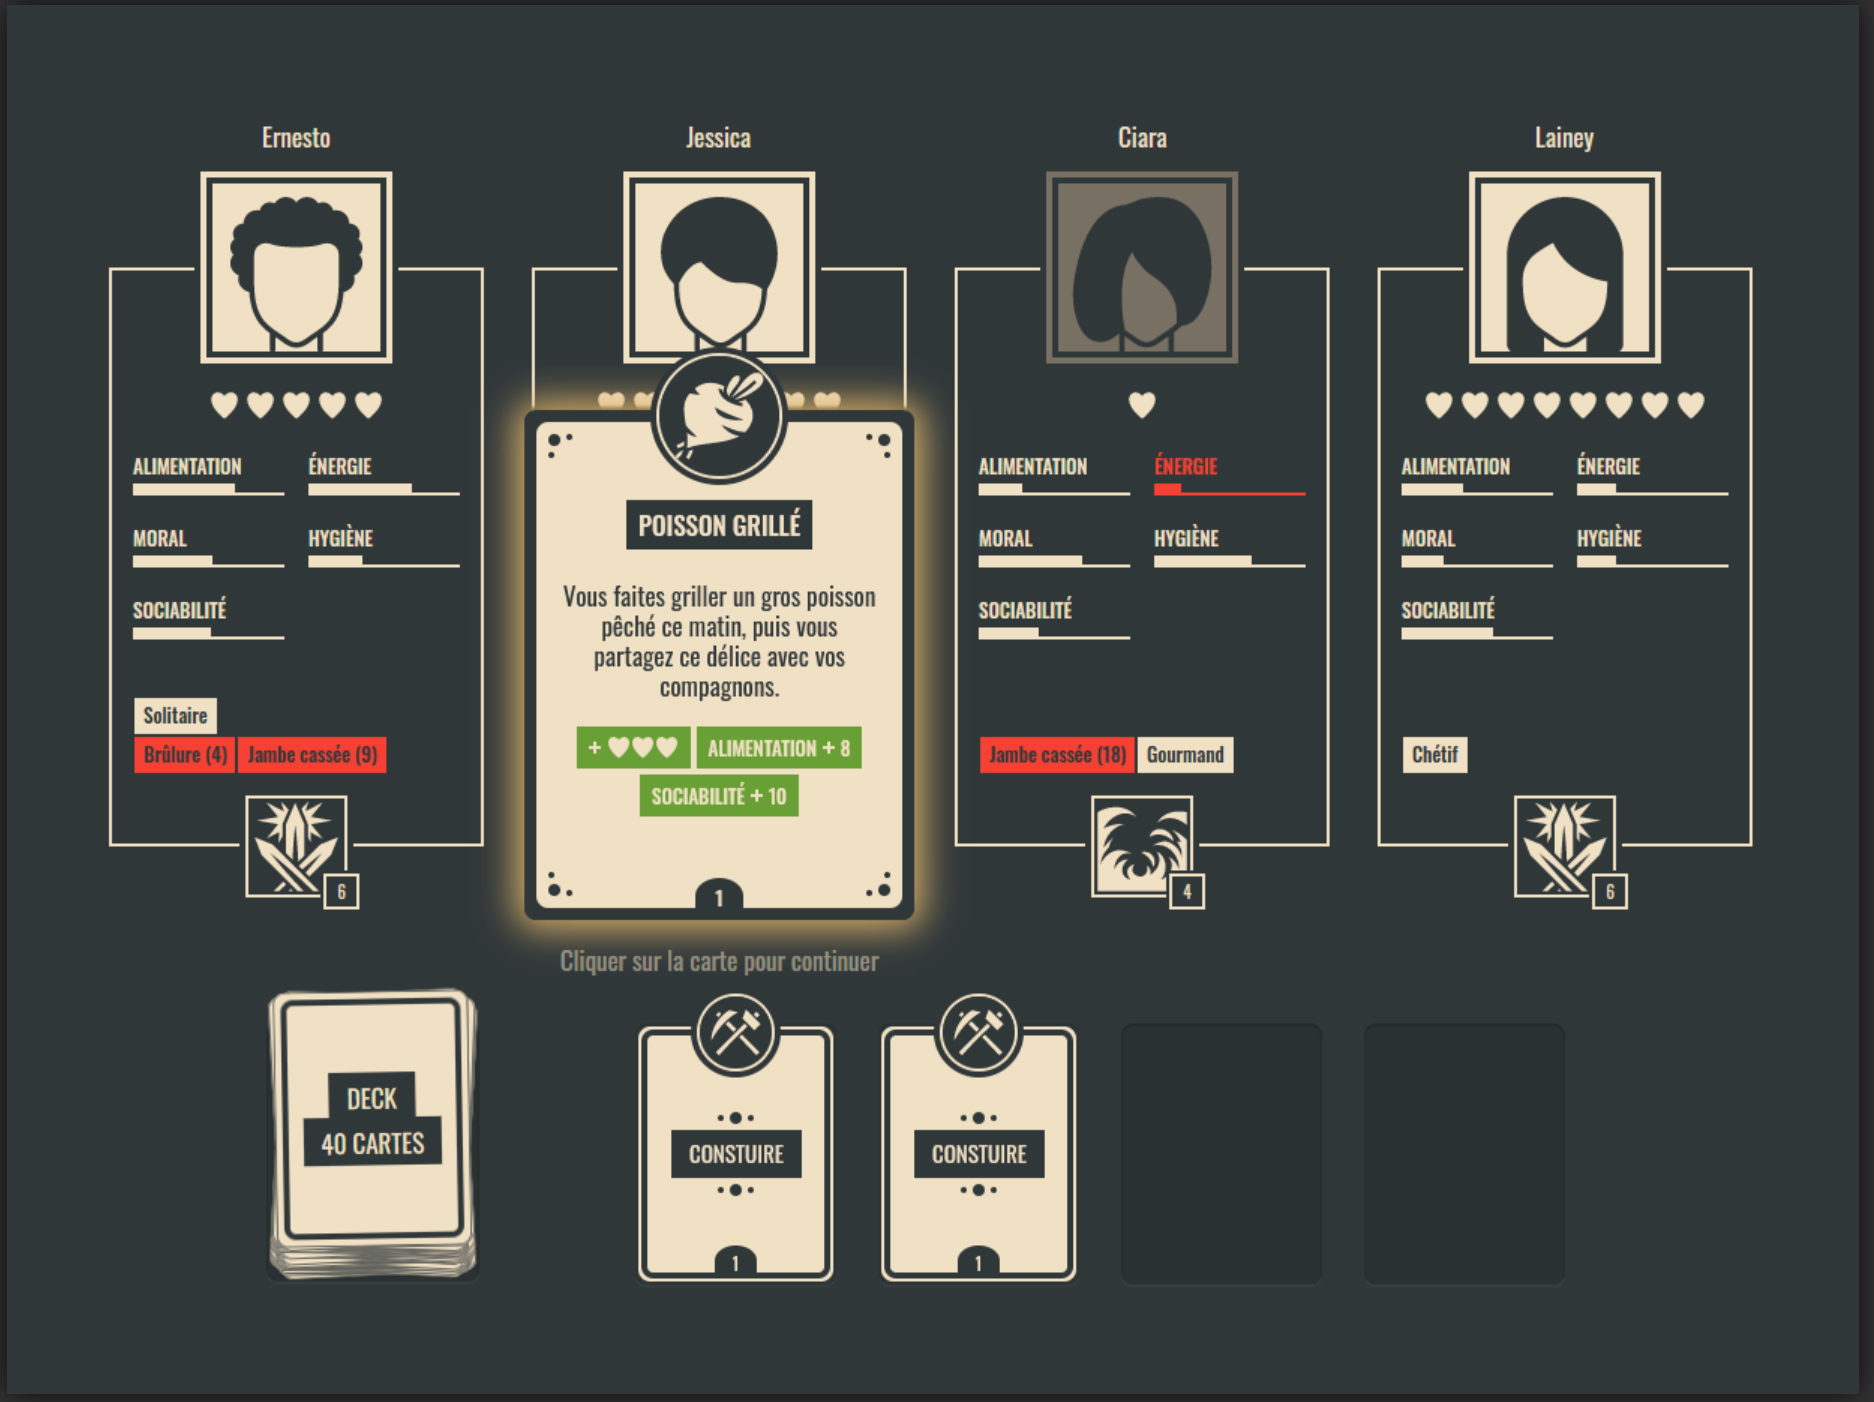 Ernesto
Jessica
Ciara
Lainey
ALIMENTATION
ÉNERGIE
MORAL
HYGIÈNE
SOCIABILITÉ
Solitaire
Brûlure (4)
Jambe cassée (9)
6
POISSON GRILLÉ
Vous faites griller un gros poisson
pêché ce matin, puis vous
partagez ce délice avec vos
compagnons.
+
ALIMENTATION + 8
SOCIABILITÉ + 10
1
Cliquer sur la carte pour continuer
ALIMENTATION
ÉNERGIE
MORAL
HYGIÈNE
SOCIABILITÉ
Jambe cassée (18)
Gourmand
4
ALIMENTATION
ÉNERGIE
MORAL
HYGIÈNE
SOCIABILITÉ
Chétif
6
DECK
40 CARTES
CONSTUIRE
1
CONSTUIRE
1